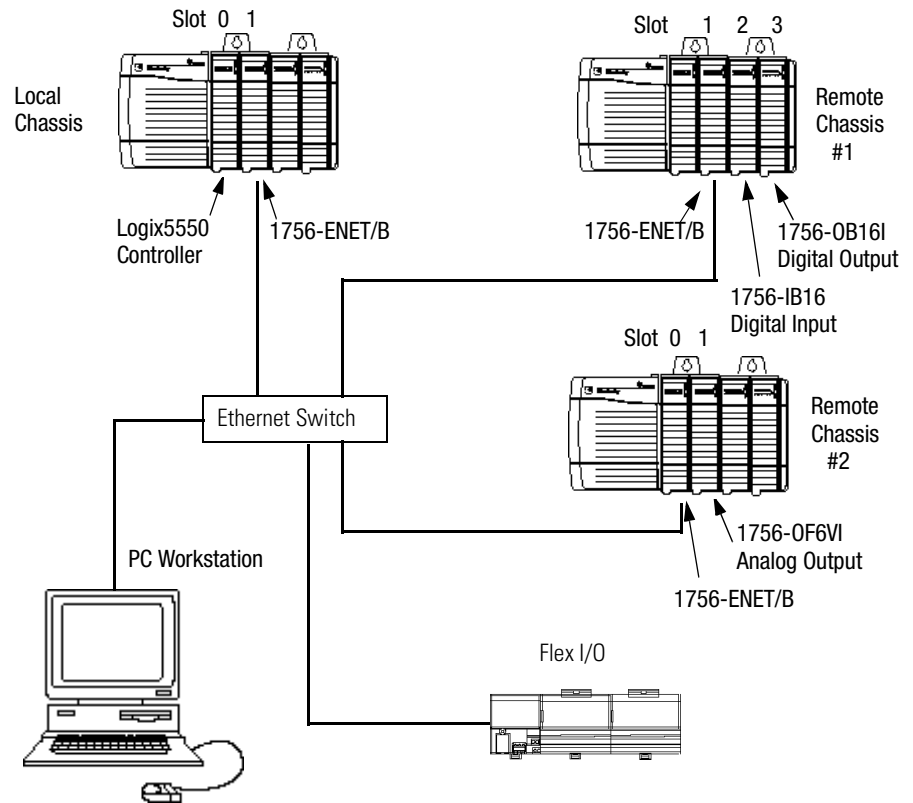 Slot 0 1
Local
Chassis
Logix5550
Controller
1756-ENET/B
Slot 1 2 3
Remote
Chassis
#1
1756-ENET/B
1756-OB16I
Digital Output
1756-IB16
Digital Input
Slot 0 1
Remote
Chassis
#2
Ethernet Switch
1756-OF6VI
Analog Output
1756-ENET/B
PC Workstation
Flex I/O